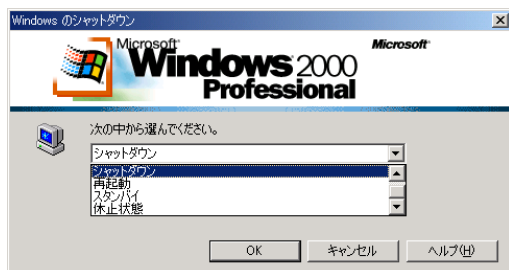 Windows のシャットダウン
Microsoft
Windows 2000
Professional
Microsoft
次の中から選んでください。
シャットダウン
シャットダウン
再起動
スタンバイ
休止状態
OK
キャンセル
ヘルプ(H)